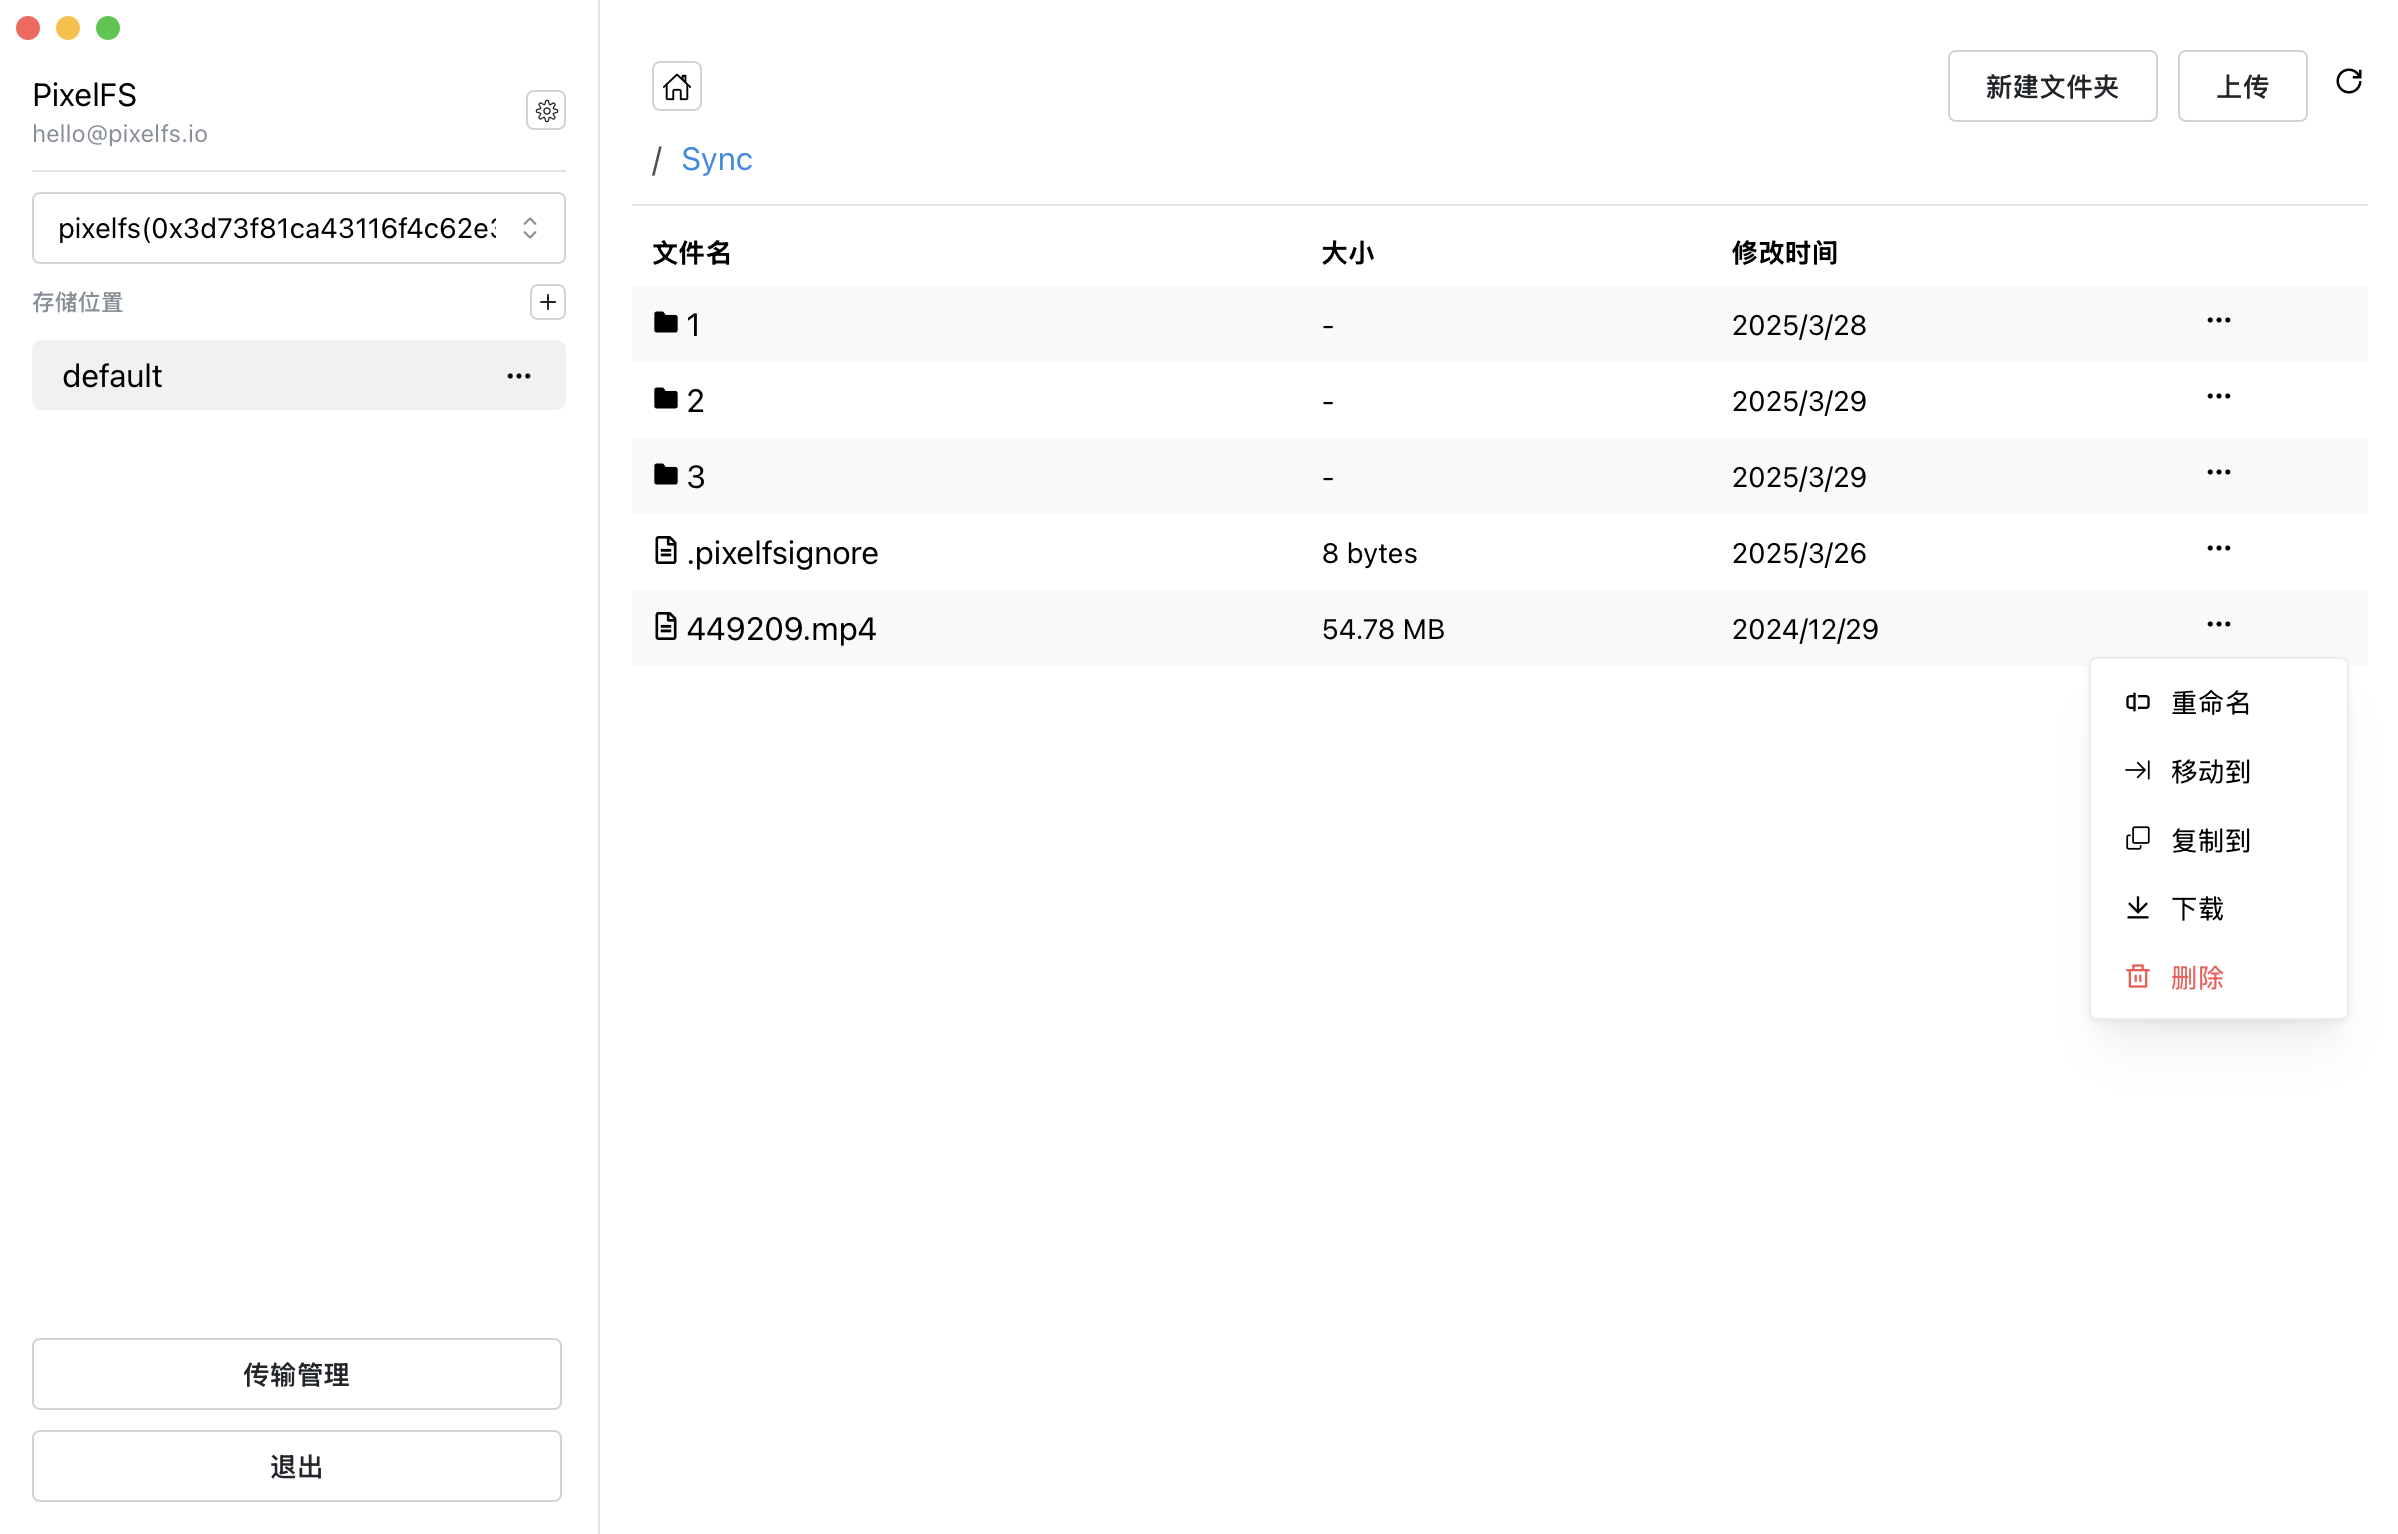 PixelFS
hello@pixelfs.io
pixelfs(0x3d73f81ca43116f4c62e
存储位置
default
传输管理
退出
新建文件夹
上传
/ Sync
文件名 大小 修改时间
1 - 2025/3/28
2 - 2025/3/29
3 - 2025/3/29
.pixelfsignore 8 bytes 2025/3/26
449209.mp4 54.78 MB 2024/12/29
重命名
移动到
复制到
下载
删除